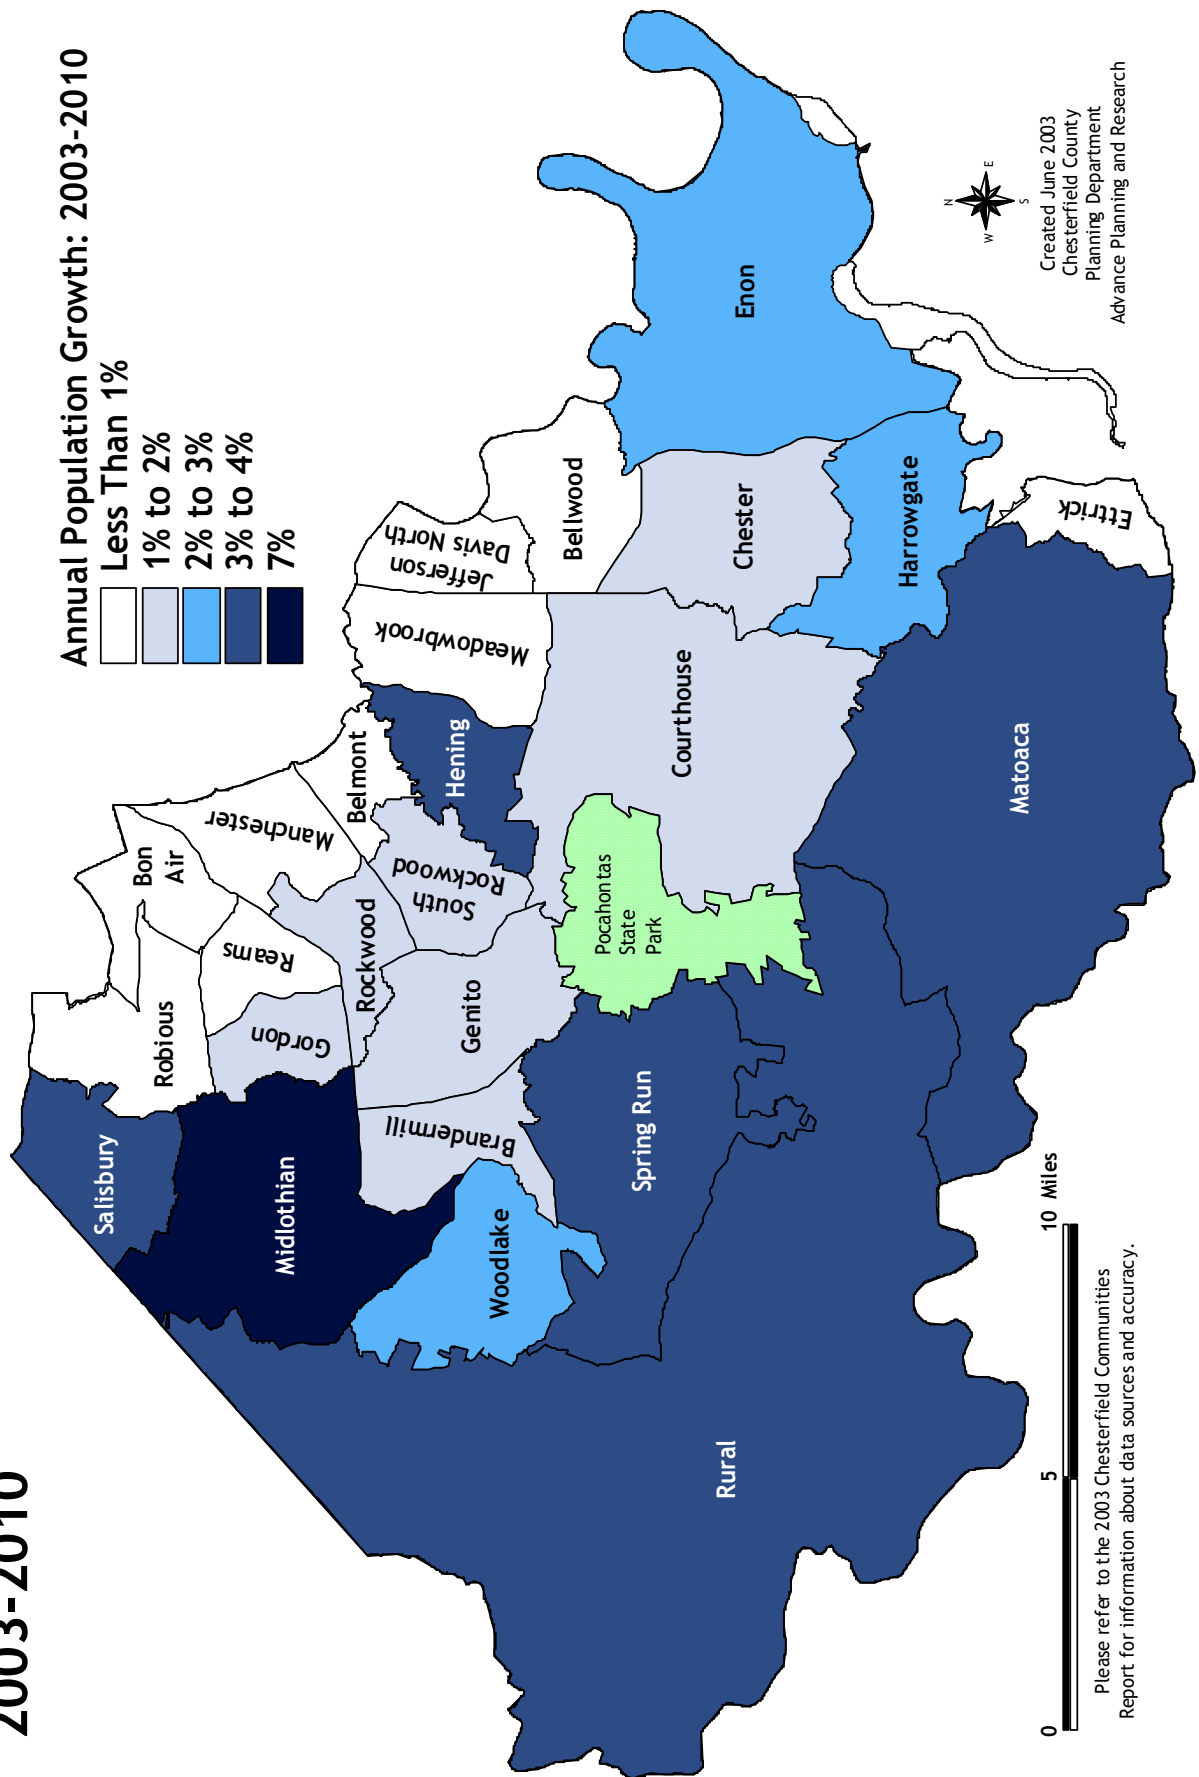 2003-2010
Annual Population Growth: 2003-2010
Less Than 1%
1% to 2%
2% to 3%
3% to 4%
7%
Salisbury
Robious
Bon
Air
Midlothian
Gordon
Reams
Manchester
Belmont
Rockwood
South
Rockwood
Hening
Meadowbrook
Jefferson
Davis North
Bellwood
Brandermill
Genito
Woodlake
Spring Run
Pocahontas
State
Park
Courthouse
Chester
Enon
Harrowgate
Ettrick
Matoaca
Rural
N
W
E
S
Created June 2003
Chesterfield County
Planning Department
Advance Planning and Research
0
5
10 Miles
Please refer to the 2003 Chesterfield Communities
Report for information about data sources and accuracy.